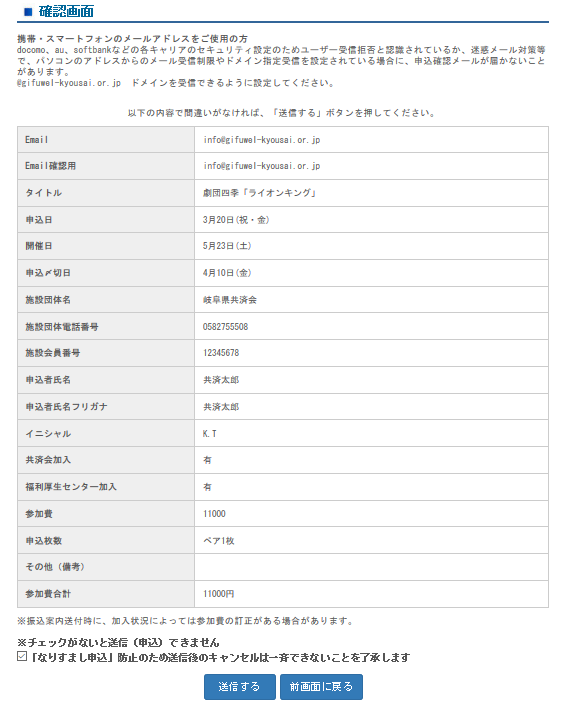 ■ 確認画面
携帯・スマートフォンのメールアドレスをご使用の方
docomo、au、softbankなどの各キャリアのセキュリティ設定のためユーザー受信拒否と認識されているか、迷惑メール対策等
で、パソコンのアドレスからのメール受信制限やドメイン指定受信を設定されている場合に、申込確認メールが届かないこと
があります。
@gifuwel-kyousai.or.jp　ドメインを受信できるように設定してください。
以下の内容で間違いがなければ、「送信する」ボタンを押してください。
Email　info@gifuwel-kyousai.or.jp
Email確認用　info@gifuwel-kyousai.or.jp
タイトル　劇団四季「ライオンキング」
申込日　3月20日(祝・金)
開催日　5月23日(土)
申込〆切日　4月10日(金)
施設団体名　岐阜県共済会
施設団体電話番号　0582755508
施設会員番号　12345678
申込者氏名　共済太郎
申込者氏名フリガナ　共済太郎
イニシャル　K.T
共済会加入　有
福利厚生センター加入　有
参加費　11000
申込枚数　ペア1枚
その他（備考）
参加費合計　11000円
※振込案内送付時に、加入状況によっては参加費の訂正がある場合があります。
※チェックがないと送信（申込）できません
「なりすまし申込」防止のため送信後のキャンセルは一斉できないことを了承します
送信する　前画面に戻る